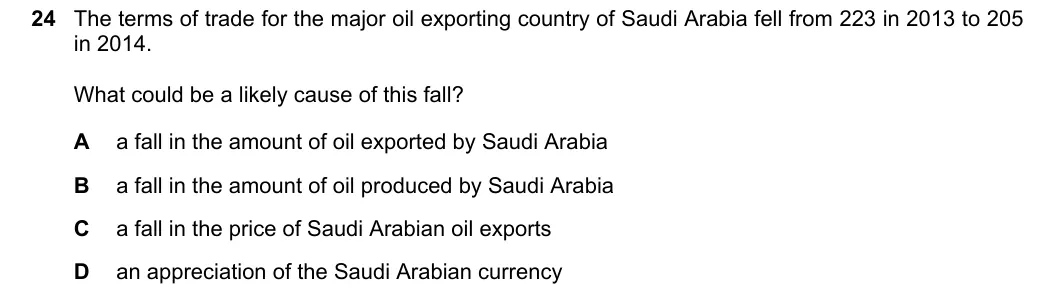 24 The terms of trade for the major oil exporting country of Saudi Arabia fell from 223 in 2013 to 205
in 2014.
What could be a likely cause of this fall?
A a fall in the amount of oil exported by Saudi Arabia
B a fall in the amount of oil produced by Saudi Arabia
C a fall in the price of Saudi Arabian oil exports
D an appreciation of the Saudi Arabian currency